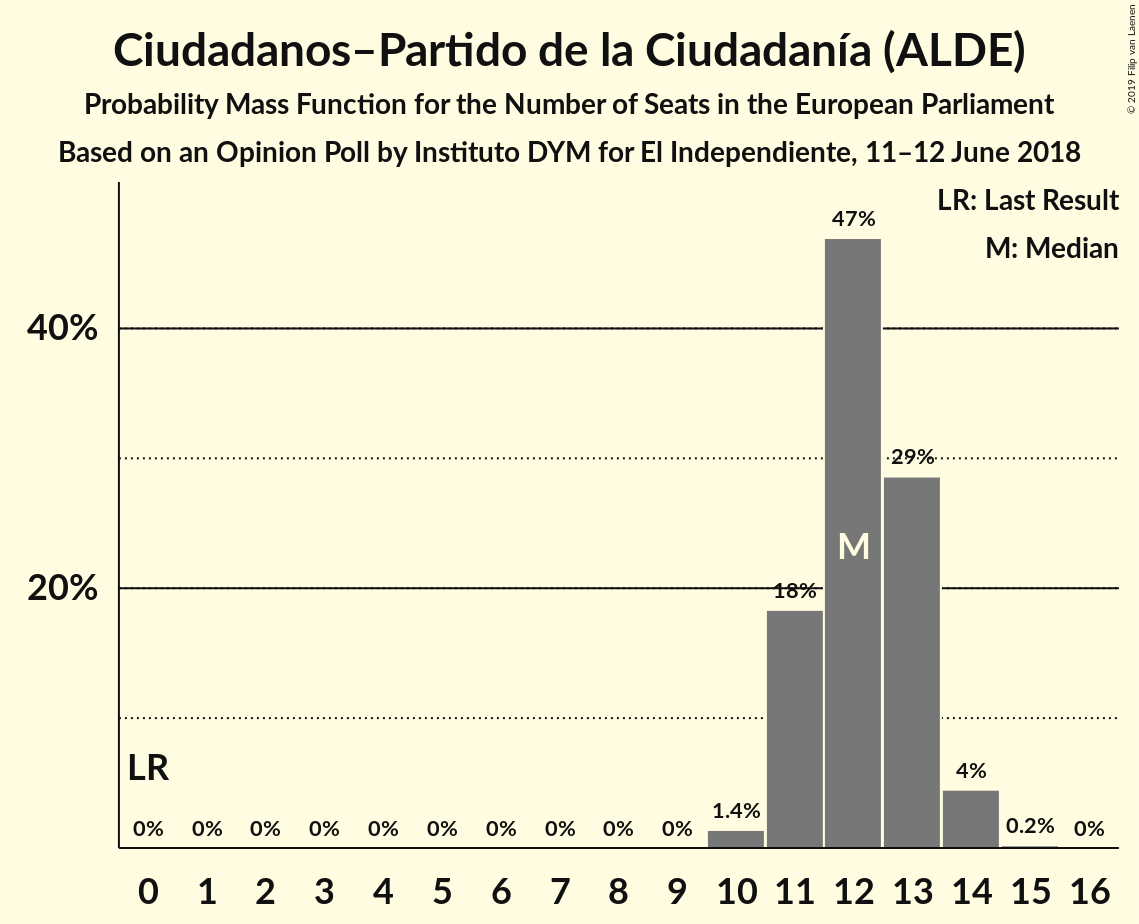 Ciudadanos–Partido de la Ciudadanía (ALDE)
Probability Mass Function for the Number of Seats in the European Parliament
Based on an Opinion Poll by Instituto DYM for El Independiente, 11–12 June 2018
© 2019 Filip van Laenen
LR: Last Result
M: Median
47%
40%
29%
M
20%
18%
LR
4%
1.4%
0% 0% 0% 0% 0% 0% 0% 0% 0% 0% 0.2% 0%
0 1 2 3 4 5 6 7 8 9 10 11 12 13 14 15 16